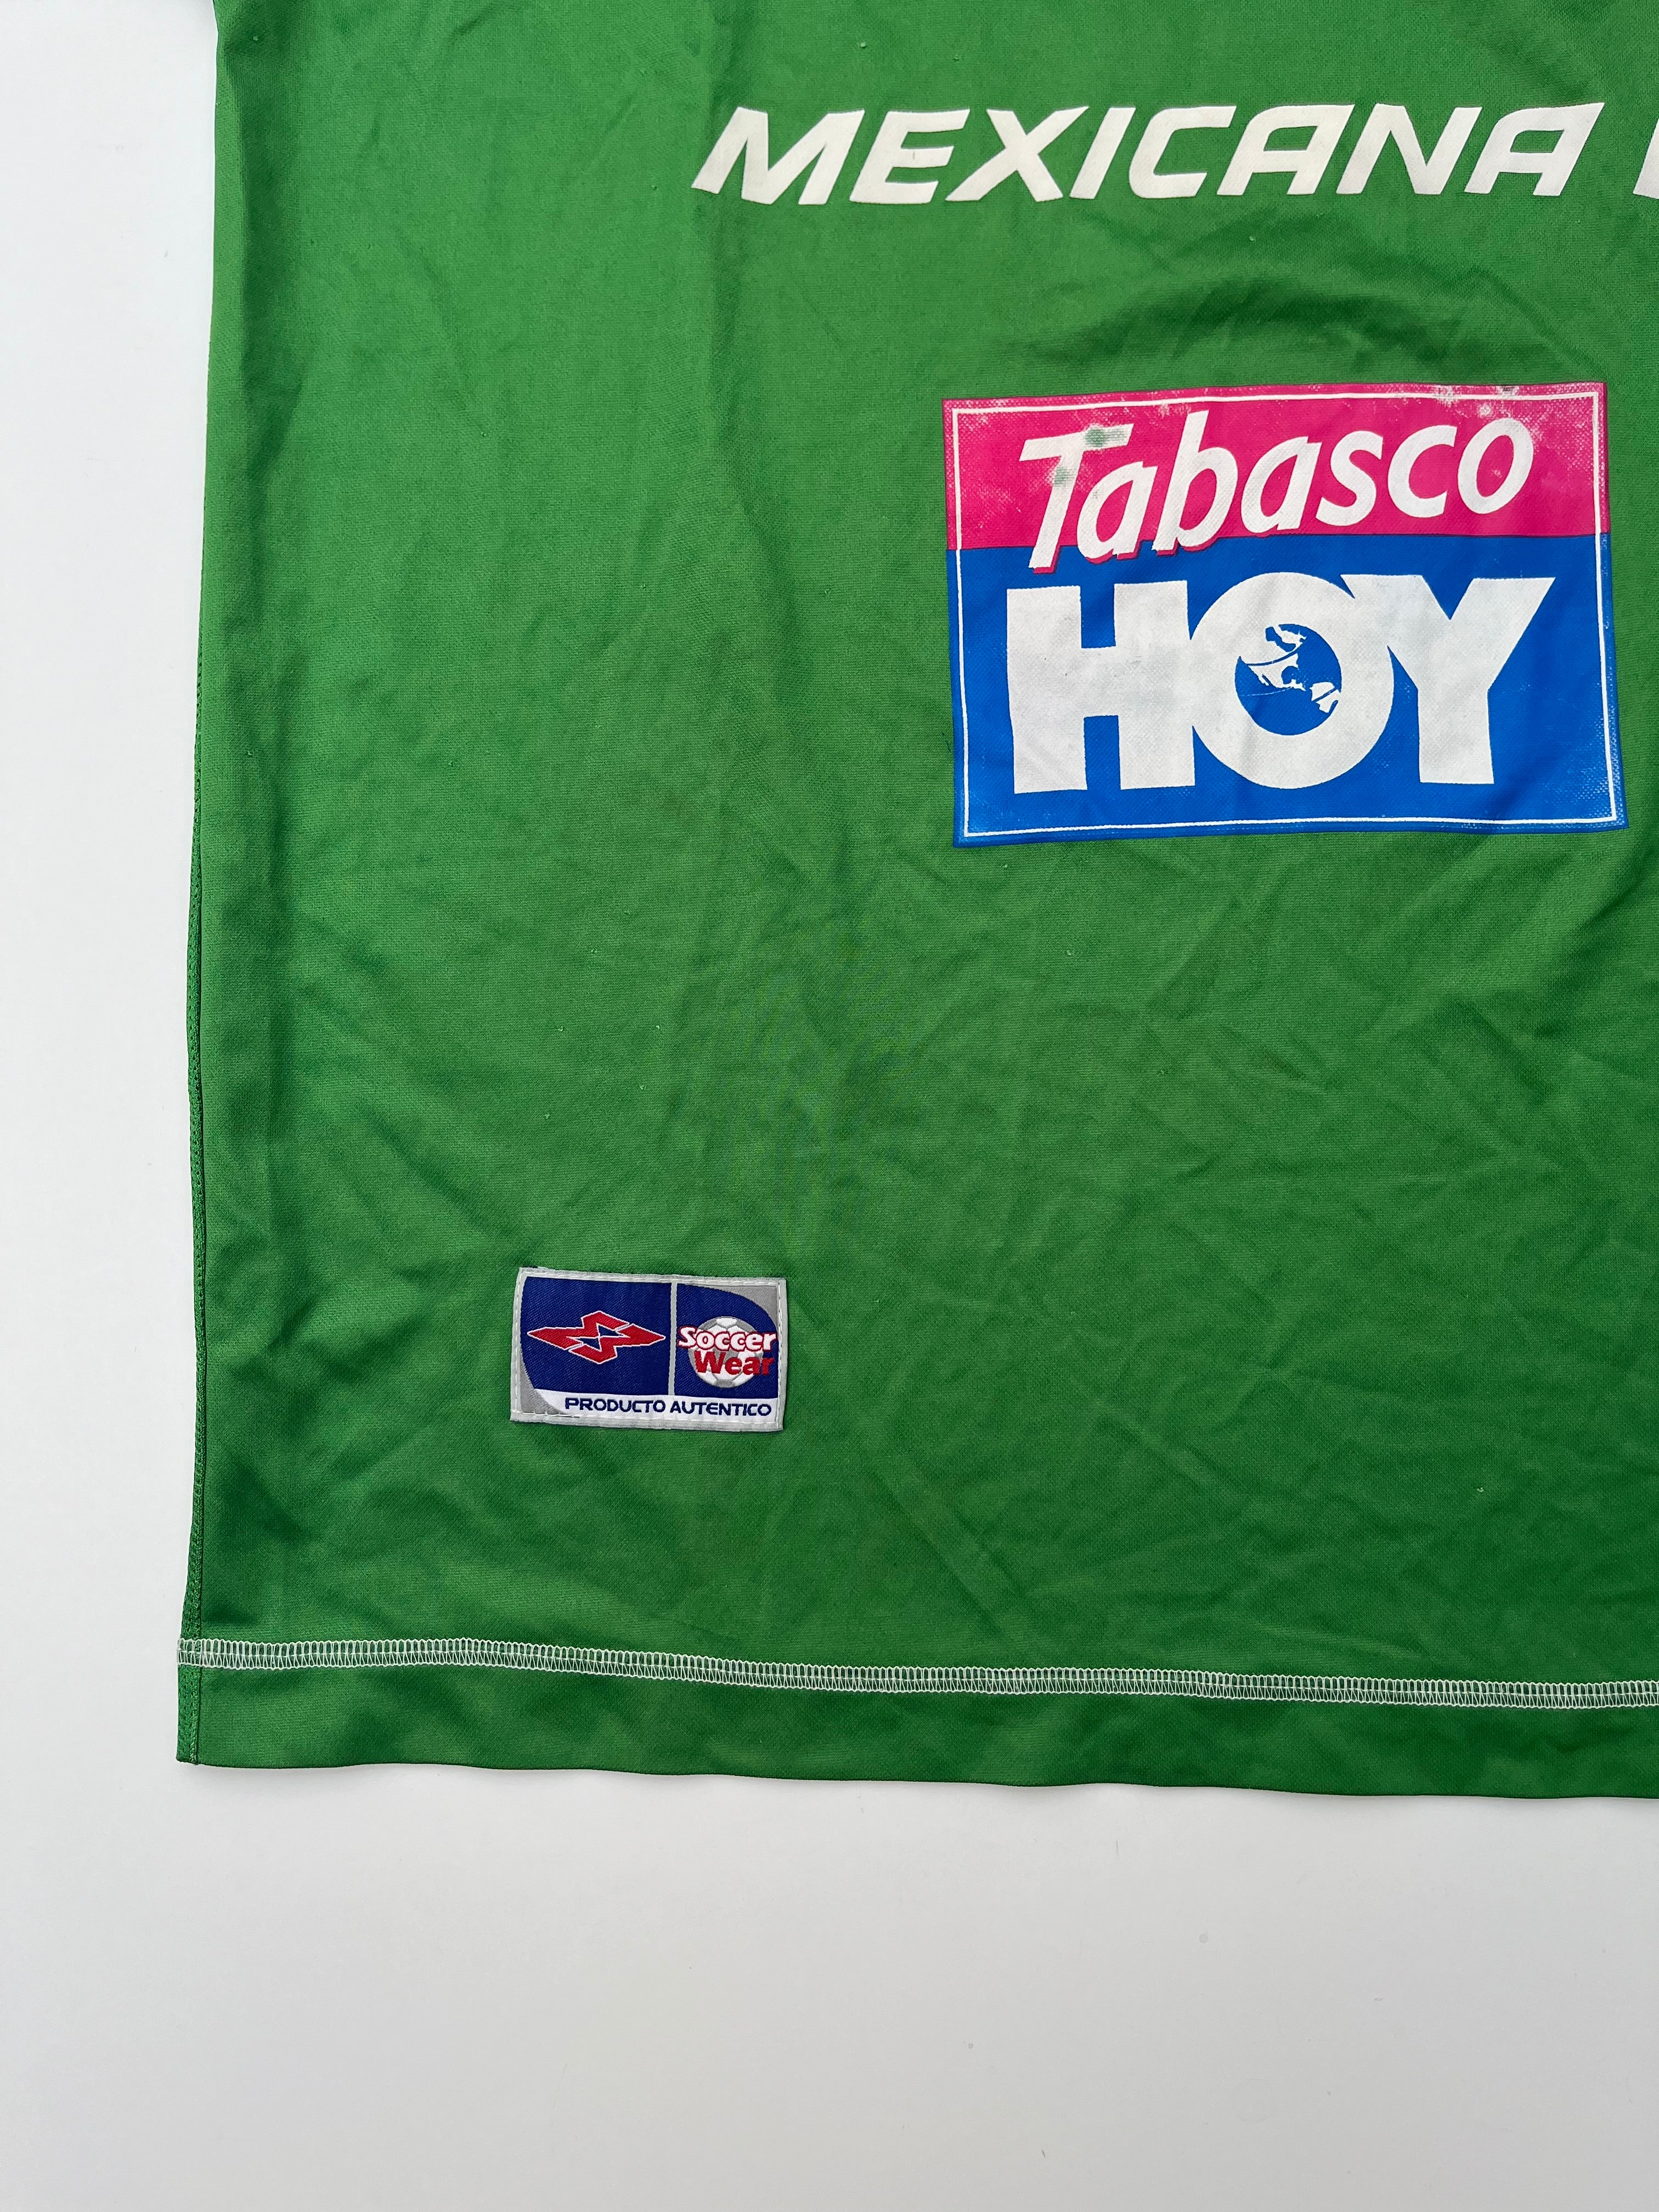 MEXICANA
Tabasco
HOY
Soccer
Wear
PRODUCTO AUTENTICO